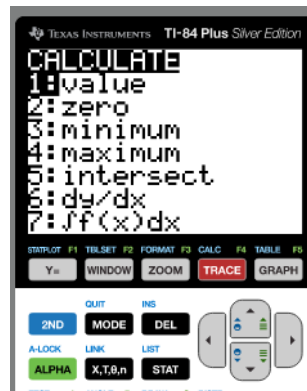 TEXAS INSTRUMENTS TI-84 Plus Silver Edition
CALCULATE
1:value
2:zero
3:minimum
4:maximum
5:intersect
6:dy/dx
7:∫f(x)dx
STATPLOT F1 TBLSET F2 FORMAT F3 CALC F4 TABLE F5
Y= WINDOW ZOOM TRACE GRAPH
QUIT INS
2ND MODE DEL
A-LOCK LINK LIST
ALPHA X,T,θ,n STAT